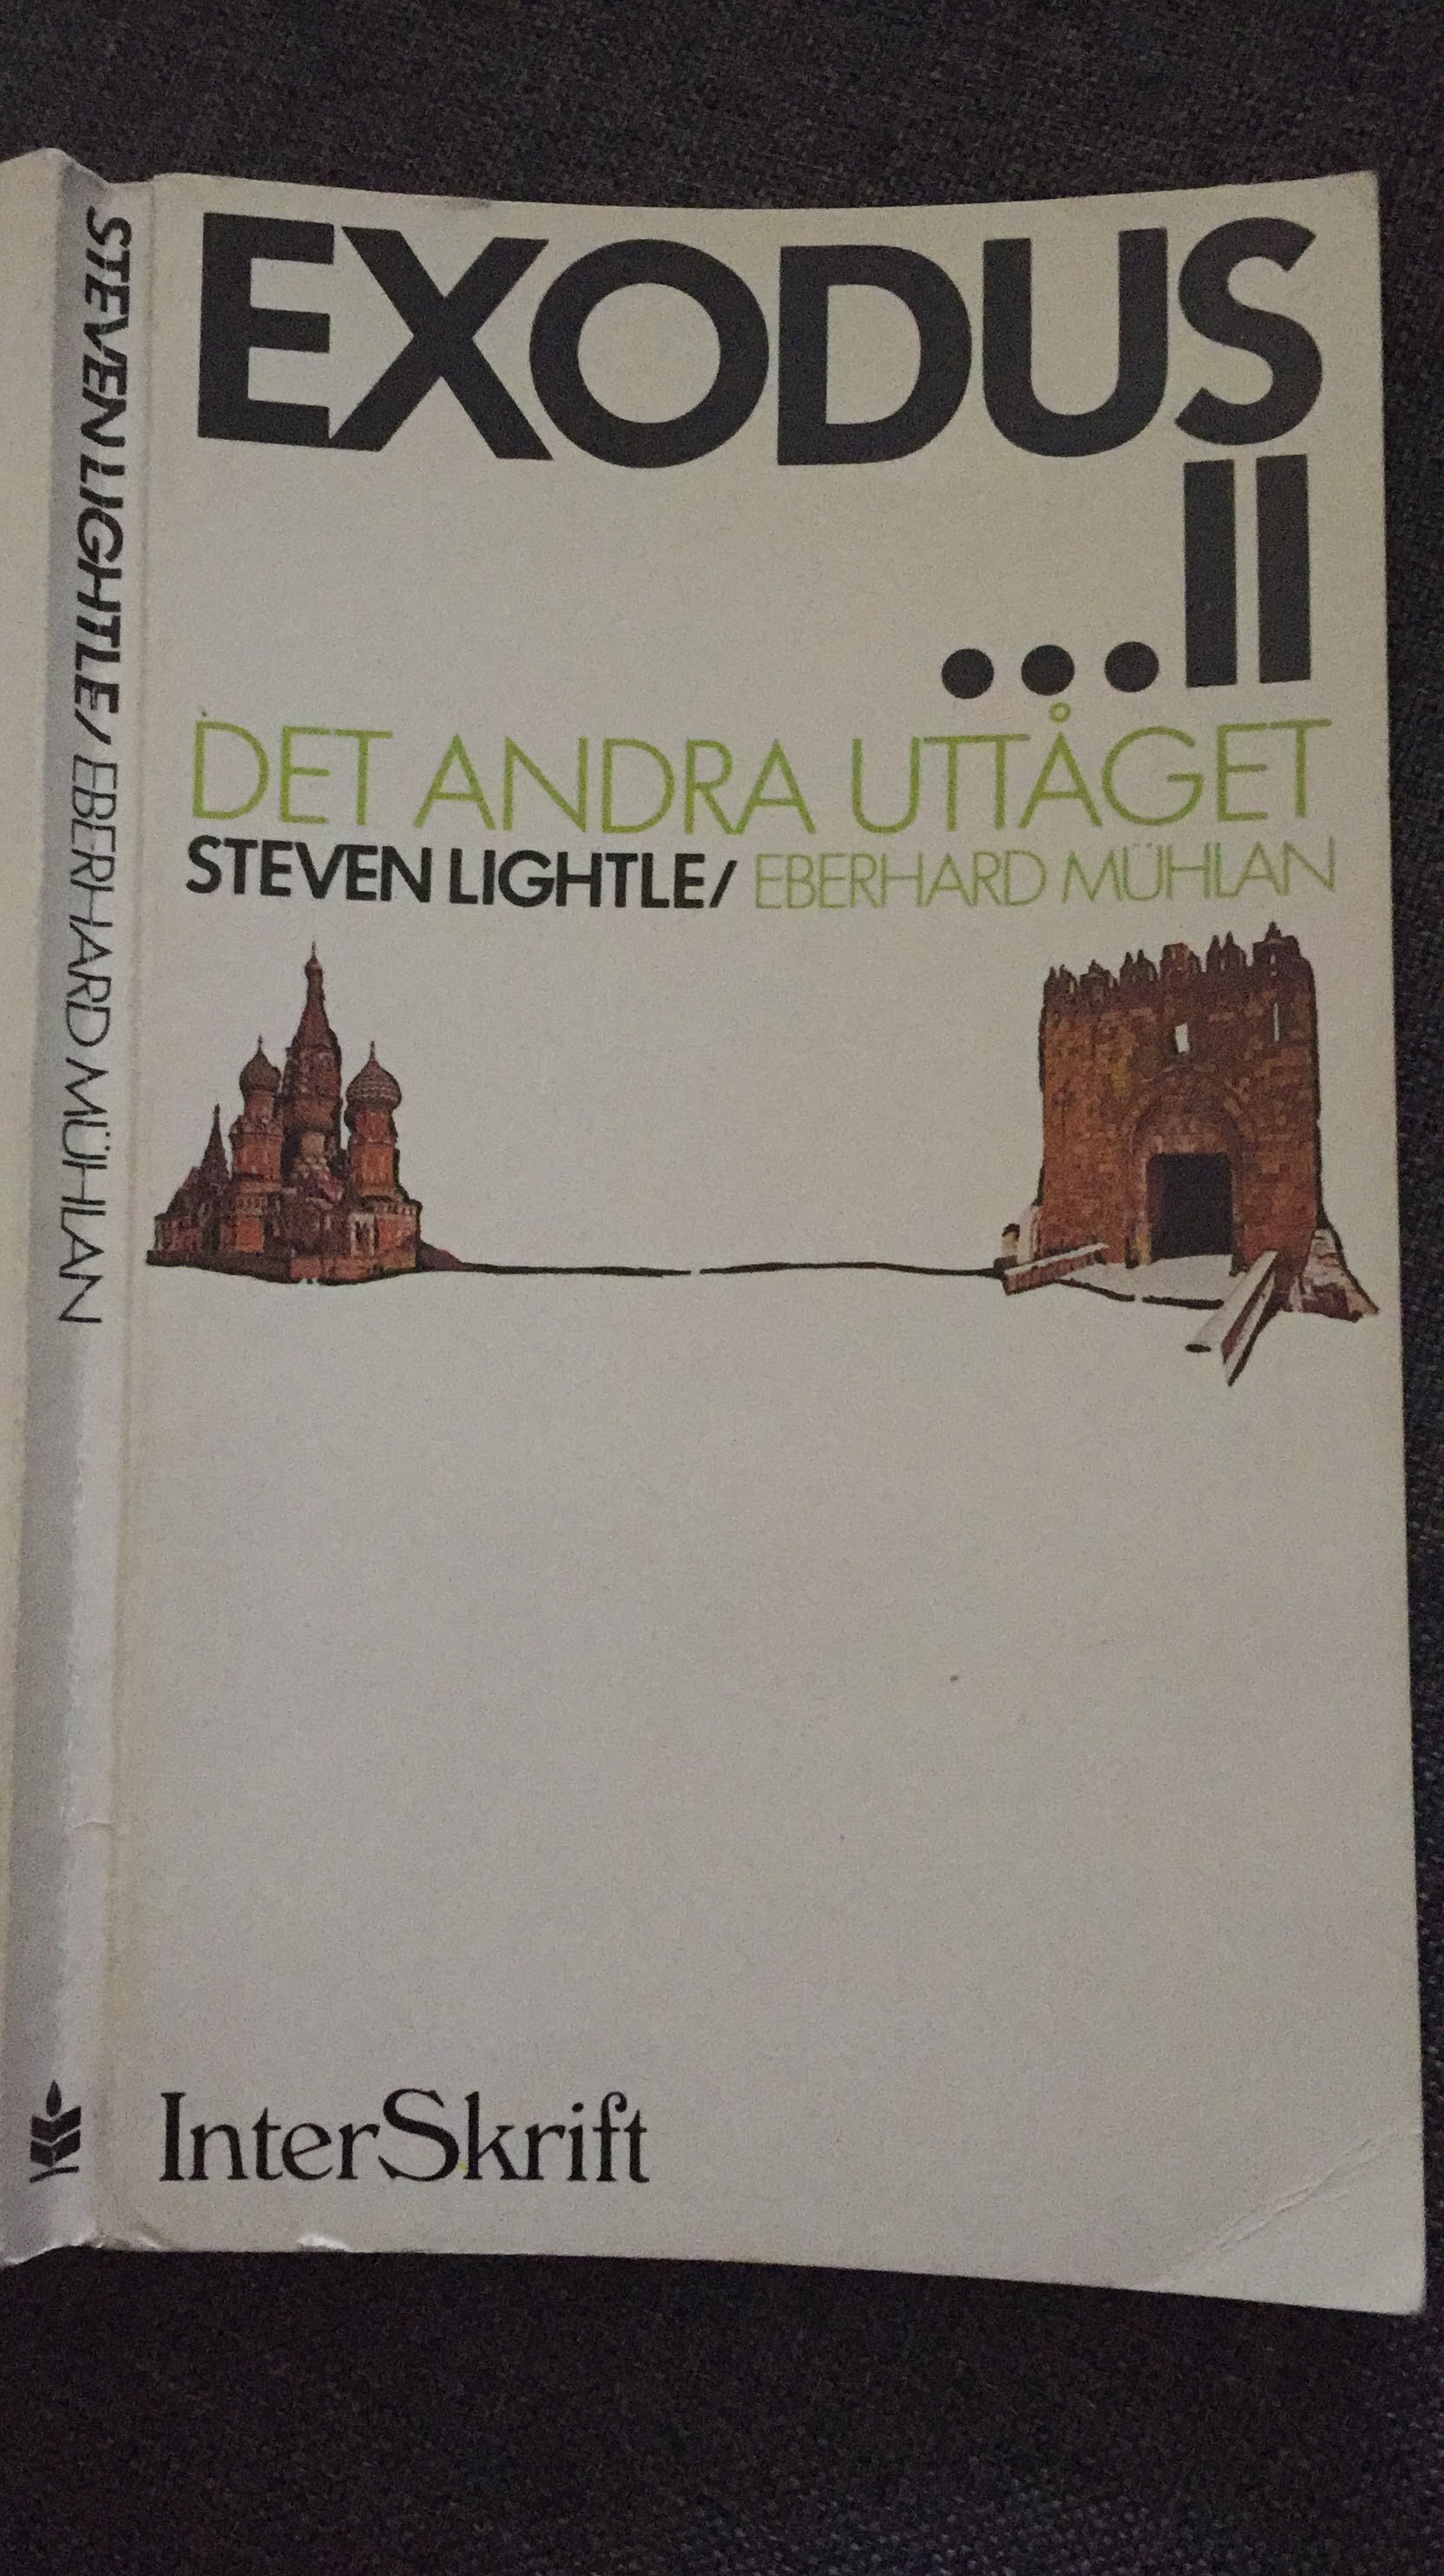 EXODUS
...II
DET ANDRA UTTÅGET
STEVEN LIGHTLE/ EBERHARD MÜHLAN
InterSkrift
STEVEN LIGHTLE/ EBERHARD MÜHLAN